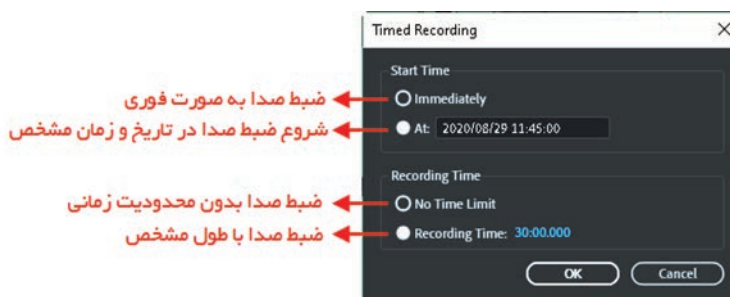 Timed Recording
Start Time
ضبط صدا به صورت فوری
Immediately
شروع ضبط صدا در تاریخ و زمان مشخص
At: 2020/08/29 11:45:00
Recording Time
ضبط صدا بدون محدودیت زمانی
No Time Limit
ضبط صدا با طول مشخص
Recording Time: 30:00.000
OK Cancel